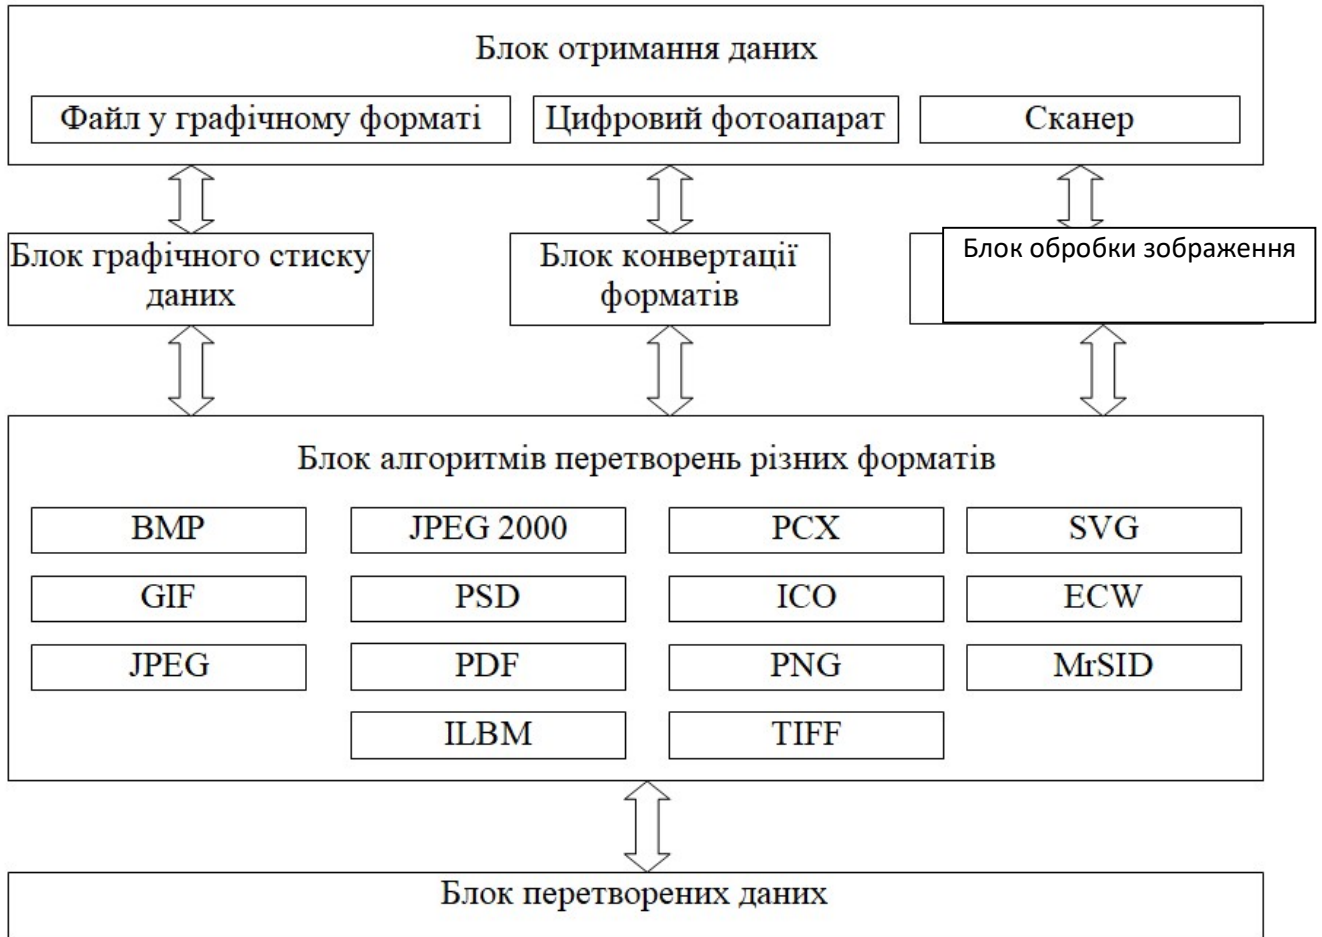 Блок отримання даних
Файл у графічному форматі
Цифровий фотоапарат
Сканер
Блок графічного стиску
даних
Блок конвертації
форматів
Блок обробки зображення
Блок алгоритмів перетворень різних форматів
BMP
JPEG 2000
PCX
SVG
GIF
PSD
ICO
ECW
JPEG
PDF
PNG
MrSID
ILBM
TIFF
Блок перетворених даних